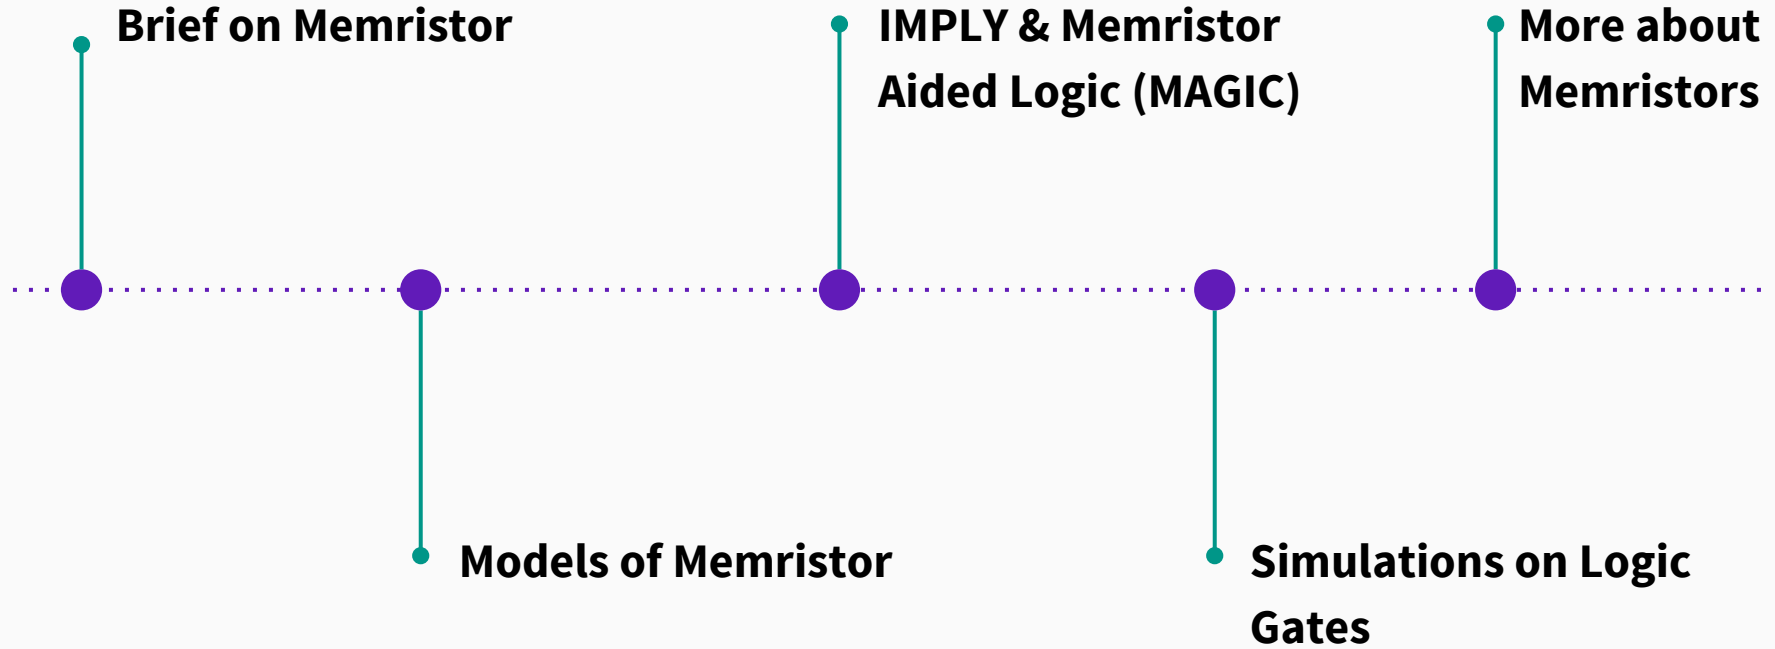 Brief on Memristor
Models of Memristor
IMPLY & Memristor
Aided Logic (MAGIC)
Simulations on Logic
Gates
More about
Memristors